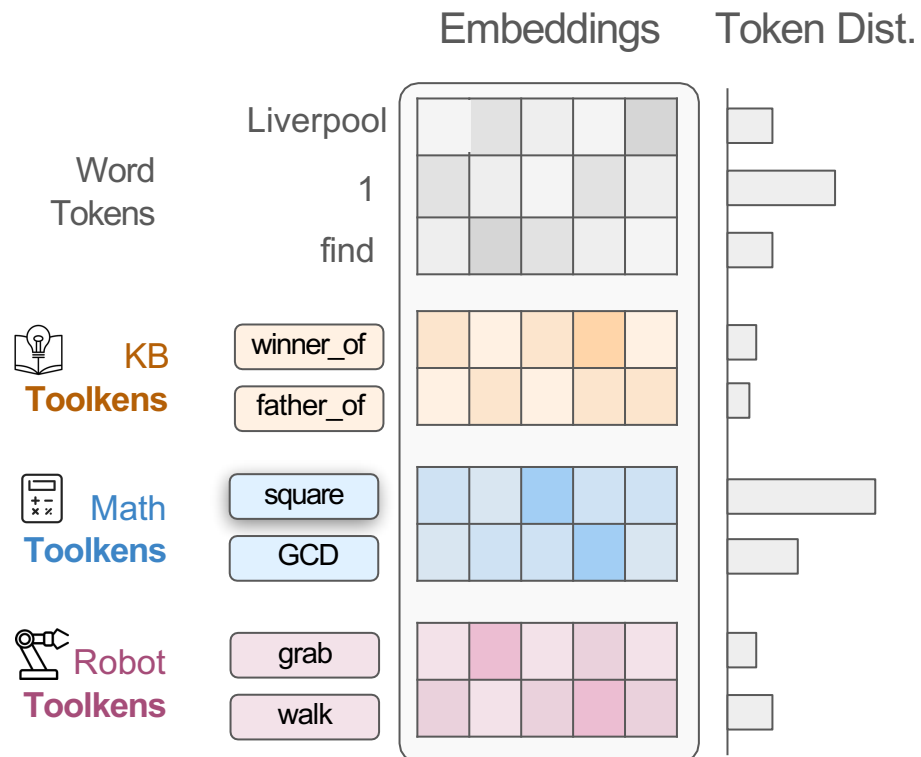 Embeddings Token Dist.
Word
Tokens
Liverpool
1
find
KB
Toolkens
winner_of
father_of
Math
Toolkens
square
GCD
Robot
Toolkens
grab
walk